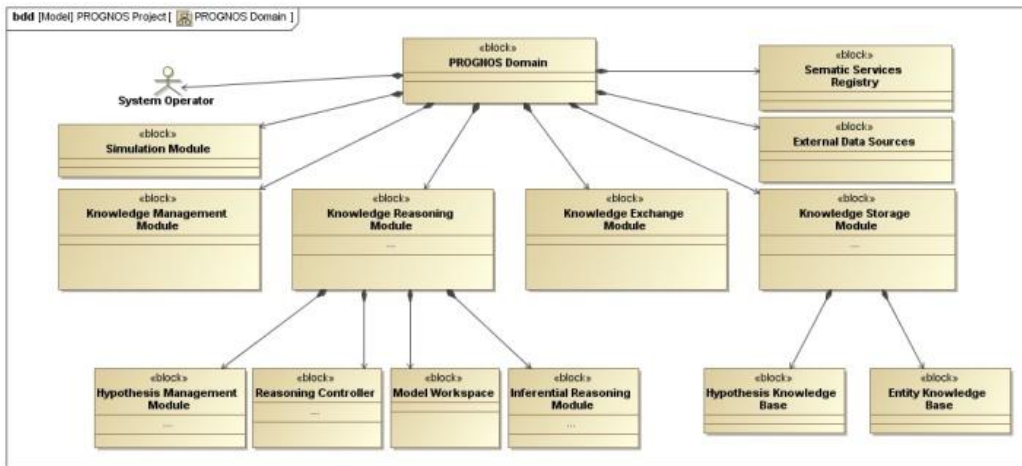 bdd [Model] PROGNOS Project [ PROGNOS Domain ]
«block»
PROGNOS Domain
System Operator
«block»
Sematic Services
Registry
«block»
Simulation Module
«block»
External Data Sources
«block»
Knowledge Management
Module
«block»
Knowledge Reasoning
Module
...
«block»
Knowledge Exchange
Module
«block»
Knowledge Storage
Module
...
«block»
Hypothesis Management
Module
...
«block»
Reasoning Controller
...
«block»
Model Workspace
«block»
Inferential Reasoning
Module
...
«block»
Hypothesis Knowledge
Base
«block»
Entity Knowledge
Base